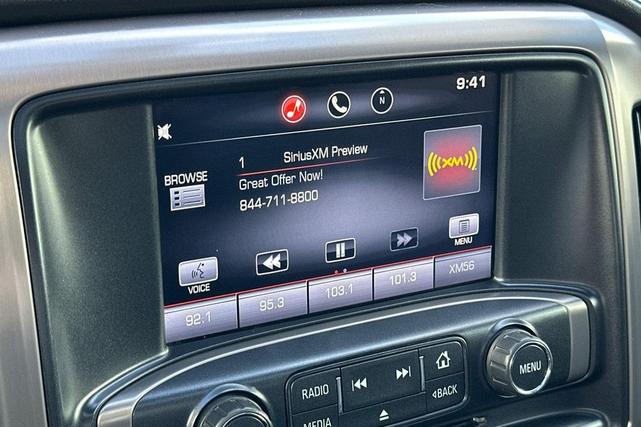 9:41
N
1 SiriusXM Preview
BROWSE
Great Offer Now!
844-711-8800
((XM))
VOICE
MENU
92.1 95.3 103.1 101.3 XM56
RADIO
MEDIA
BACK
MENU